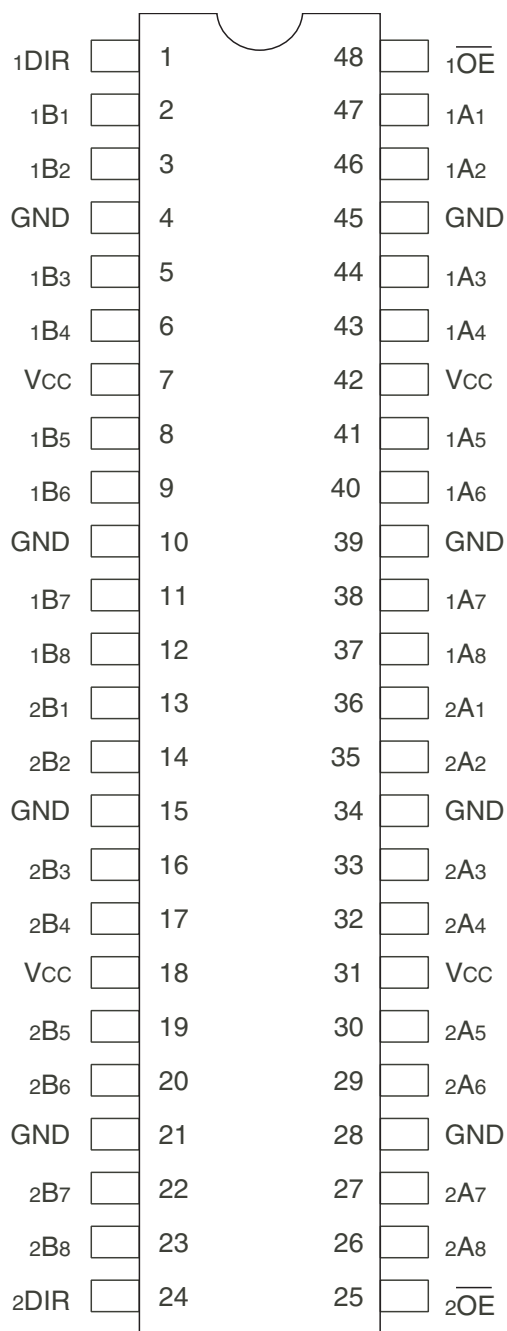 1DIR 1 48 1O̅E̅
1B1 2 47 1A1
1B2 3 46 1A2
GND 4 45 GND
1B3 5 44 1A3
1B4 6 43 1A4
VCC 7 42 VCC
1B5 8 41 1A5
1B6 9 40 1A6
GND 10 39 GND
1B7 11 38 1A7
1B8 12 37 1A8
2B1 13 36 2A1
2B2 14 35 2A2
GND 15 34 GND
2B3 16 33 2A3
2B4 17 32 2A4
VCC 18 31 VCC
2B5 19 30 2A5
2B6 20 29 2A6
GND 21 28 GND
2B7 22 27 2A7
2B8 23 26 2A8
2DIR 24 25 2O̅E̅